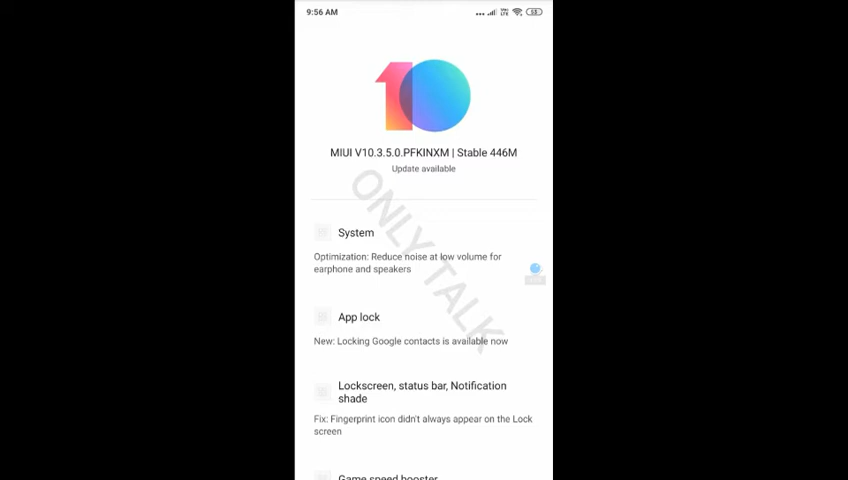 9:56 AM
VoLTE
53
10
MIUI V10.3.5.0.PFKINXM | Stable 446M
Update available
System
Optimization: Reduce noise at low volume for
earphone and speakers
App lock
New: Locking Google contacts is available now
Lockscreen, status bar, Notification
shade
Fix: Fingerprint icon didn't always appear on the Lock
screen
Game speed booster
ONLY TALK